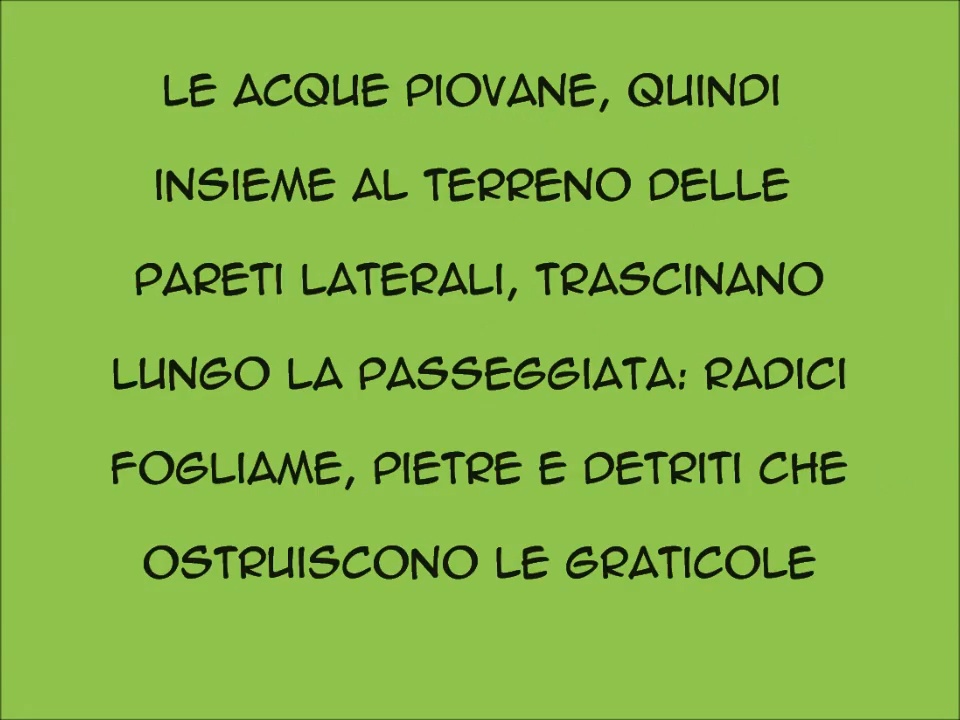 LE ACQUE PIOVANE, QUINDI
INSIEME AL TERRENO DELLE
PARETI LATERALI, TRASCINANO
LUNGO LA PASSEGGIATA: RADICI
FOGLIAME, PIETRE E DETRITI CHE
OSTRUISCONO LE GRATICOLE